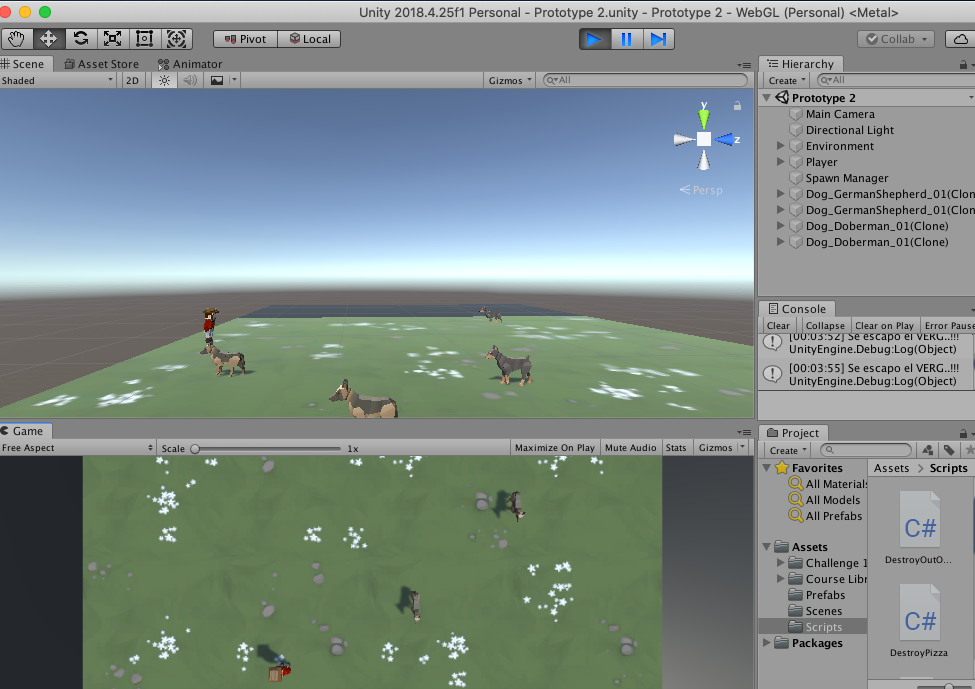 Unity 2018.4.25f1 Personal - Prototype 2.unity - Prototype 2 - WebGL (Personal) <Metal>
Pivot Local Collab
Scene Asset Store Animator
Shaded 2D Gizmos All
y
z
Persp
Hierarchy
Create All
Prototype 2
Main Camera
Directional Light
Environment
Player
Spawn Manager
Dog_GermanShepherd_01(Clon
Dog_GermanShepherd_01(Clon
Dog_Doberman_01(Clone)
Dog_Doberman_01(Clone)
Console
Clear Collapse Clear on Play Error Pause
[00:03:52] Se escapo el VERG..!!!
UnityEngine.Debug:Log(Object)
[00:03:55] Se escapo el VERG..!!!
UnityEngine.Debug:Log(Object)
Game
Free Aspect Scale 1x Maximize On Play Mute Audio Stats Gizmos
Project
Create
Favorites
All Materials
All Models
All Prefabs
Assets
Challenge 1
Course Libr
Prefabs
Scenes
Scripts
Packages
Assets > Scripts
C#
DestroyOutO...
C#
DestroyPizza